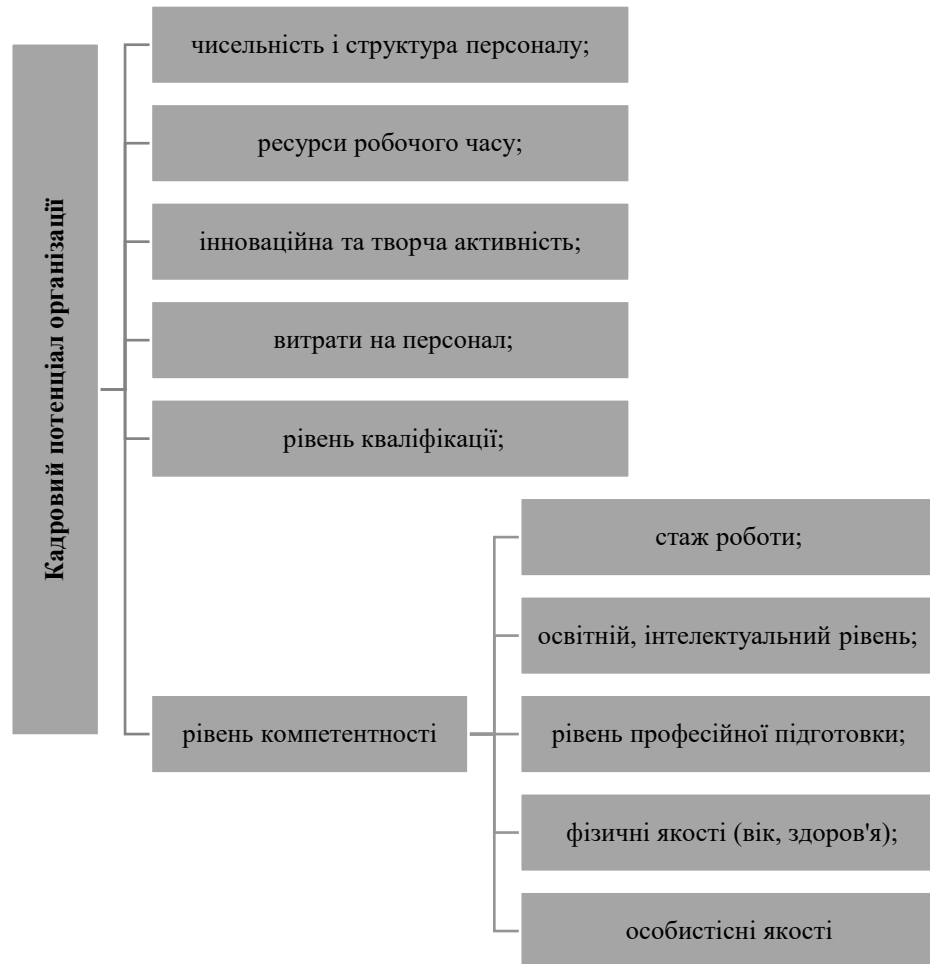 Кадровий потенціал організації
чисельність і структура персоналу;
ресурси робочого часу;
інноваційна та творча активність;
витрати на персонал;
рівень кваліфікації;
рівень компетентності
стаж роботи;
освітній, інтелектуальний рівень;
рівень професійної підготовки;
фізичні якості (вік, здоров'я);
особистісні якості